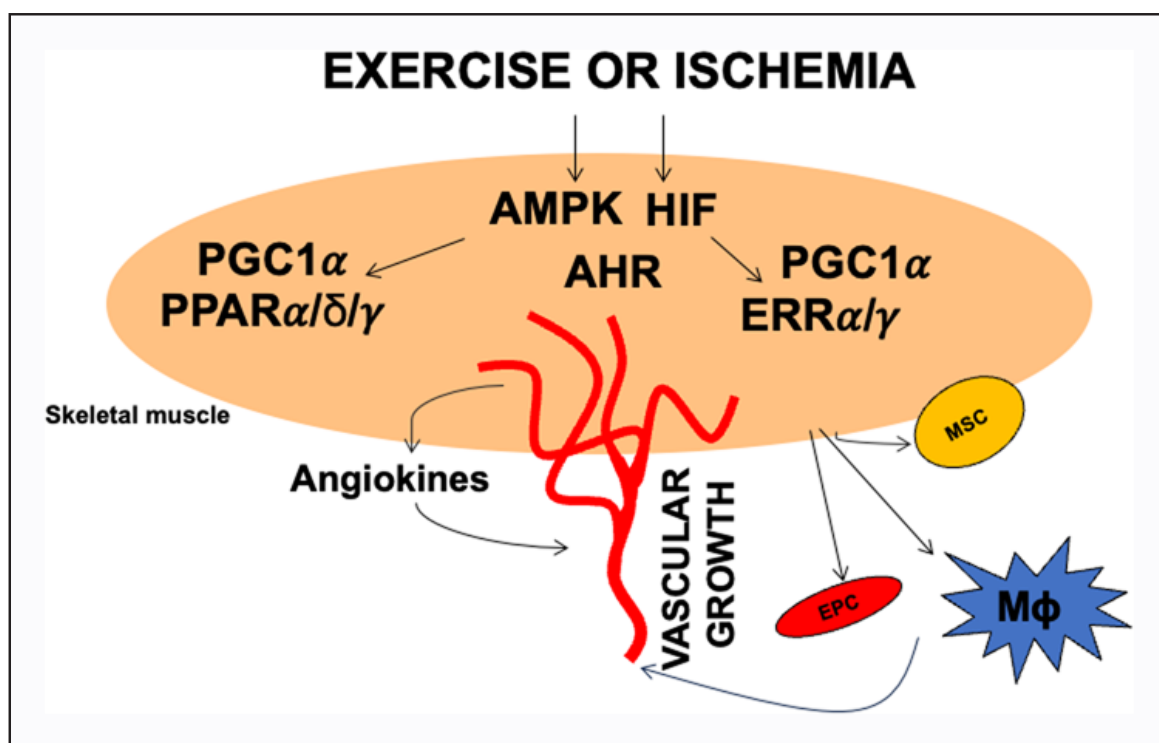 EXERCISE OR ISCHEMIA
AMPK HIF
AHR
PGC1α
PPARα/δ/γ
PGC1α
ERRα/γ
Skeletal muscle
Angiokines
VASCULAR
GROWTH
MSC
EPC
Mϕ